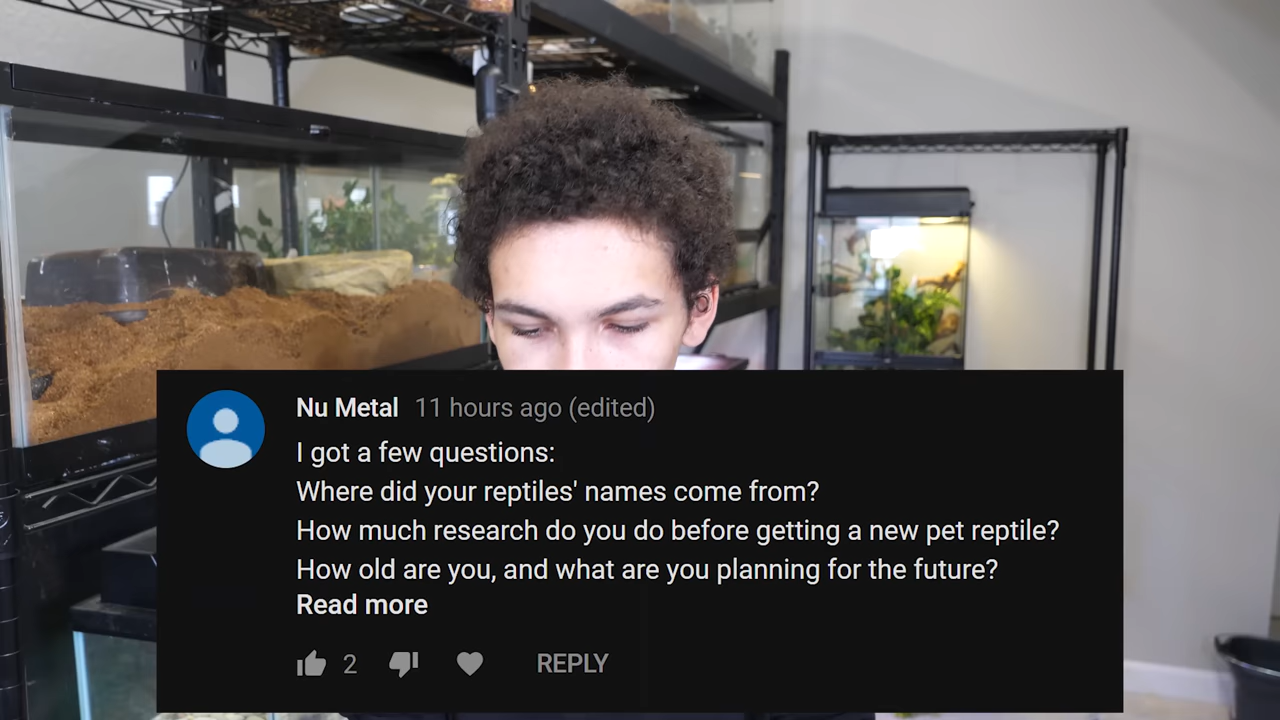 Nu Metal 11 hours ago (edited)
I got a few questions:
Where did your reptiles' names come from?
How much research do you do before getting a new pet reptile?
How old are you, and what are you planning for the future?
Read more
2 REPLY